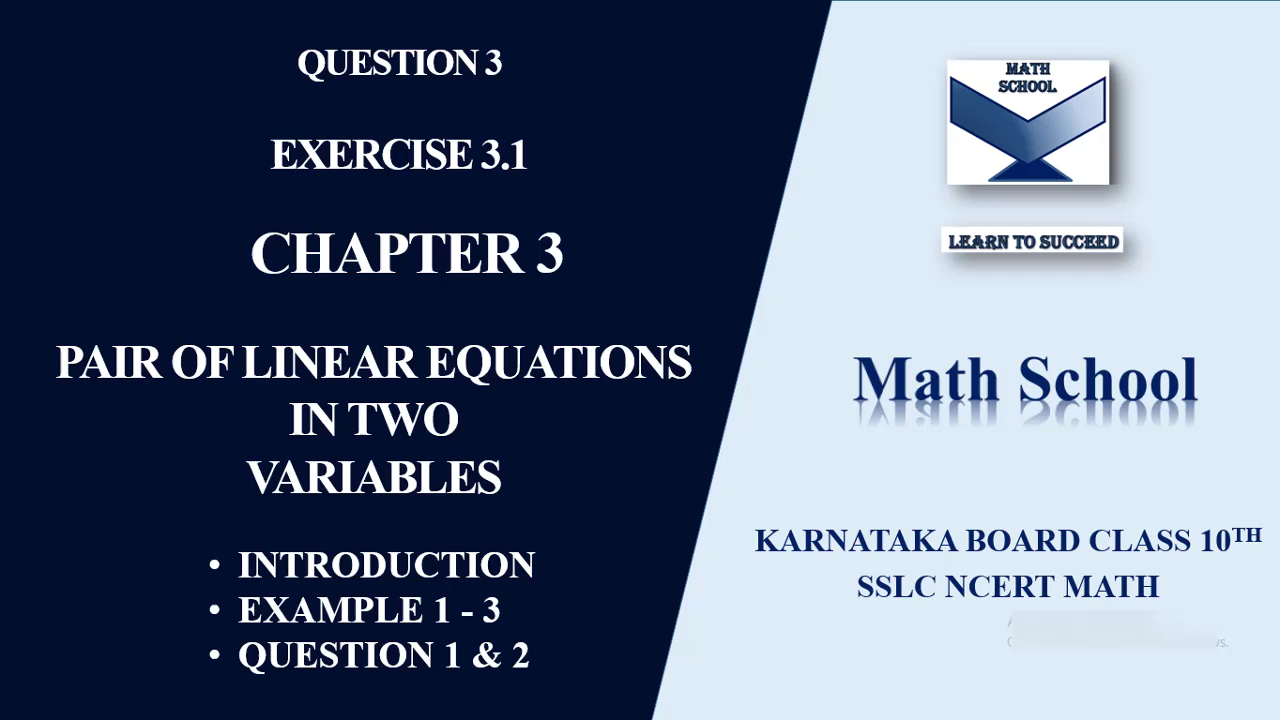 QUESTION 3
EXERCISE 3.1
CHAPTER 3
PAIR OF LINEAR EQUATIONS
IN TWO
VARIABLES
• INTRODUCTION
• EXAMPLE 1 - 3
• QUESTION 1 & 2
MATH
SCHOOL
LEARN TO SUCCEED
Math School
KARNATAKA BOARD CLASS 10TH
SSLC NCERT MATH